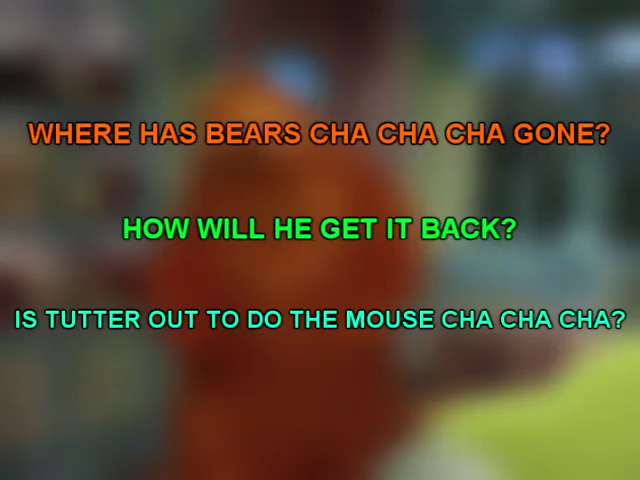 WHERE HAS BEARS CHA CHA CHA GONE?
HOW WILL HE GET IT BACK?
IS TUTTER OUT TO DO THE MOUSE CHA CHA CHA?